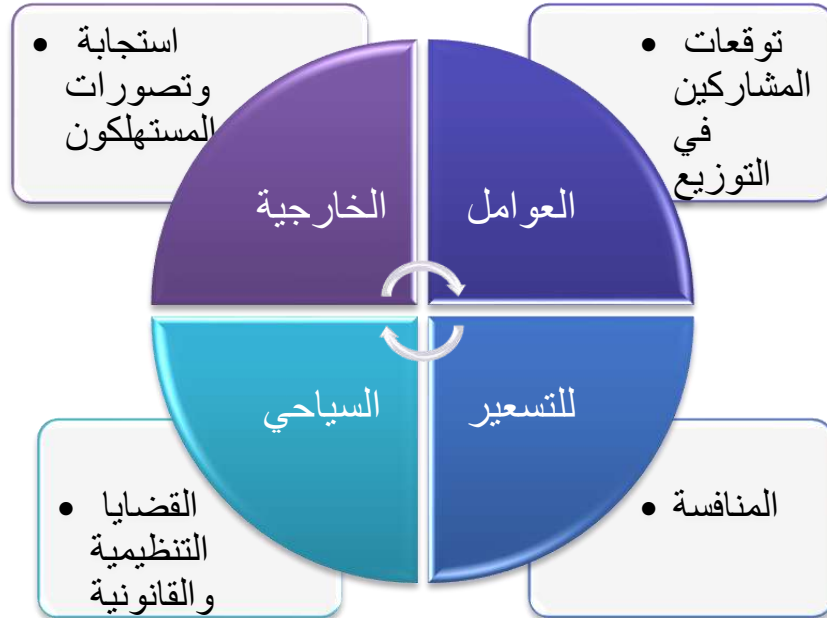 توقعات
المشاركين
في
التوزيع
استجابة
وتصورات
المستهلكون
العوامل
الخارجية
للتسعير
السياحي
المنافسة
القضايا
التنظيمية
والقانونية